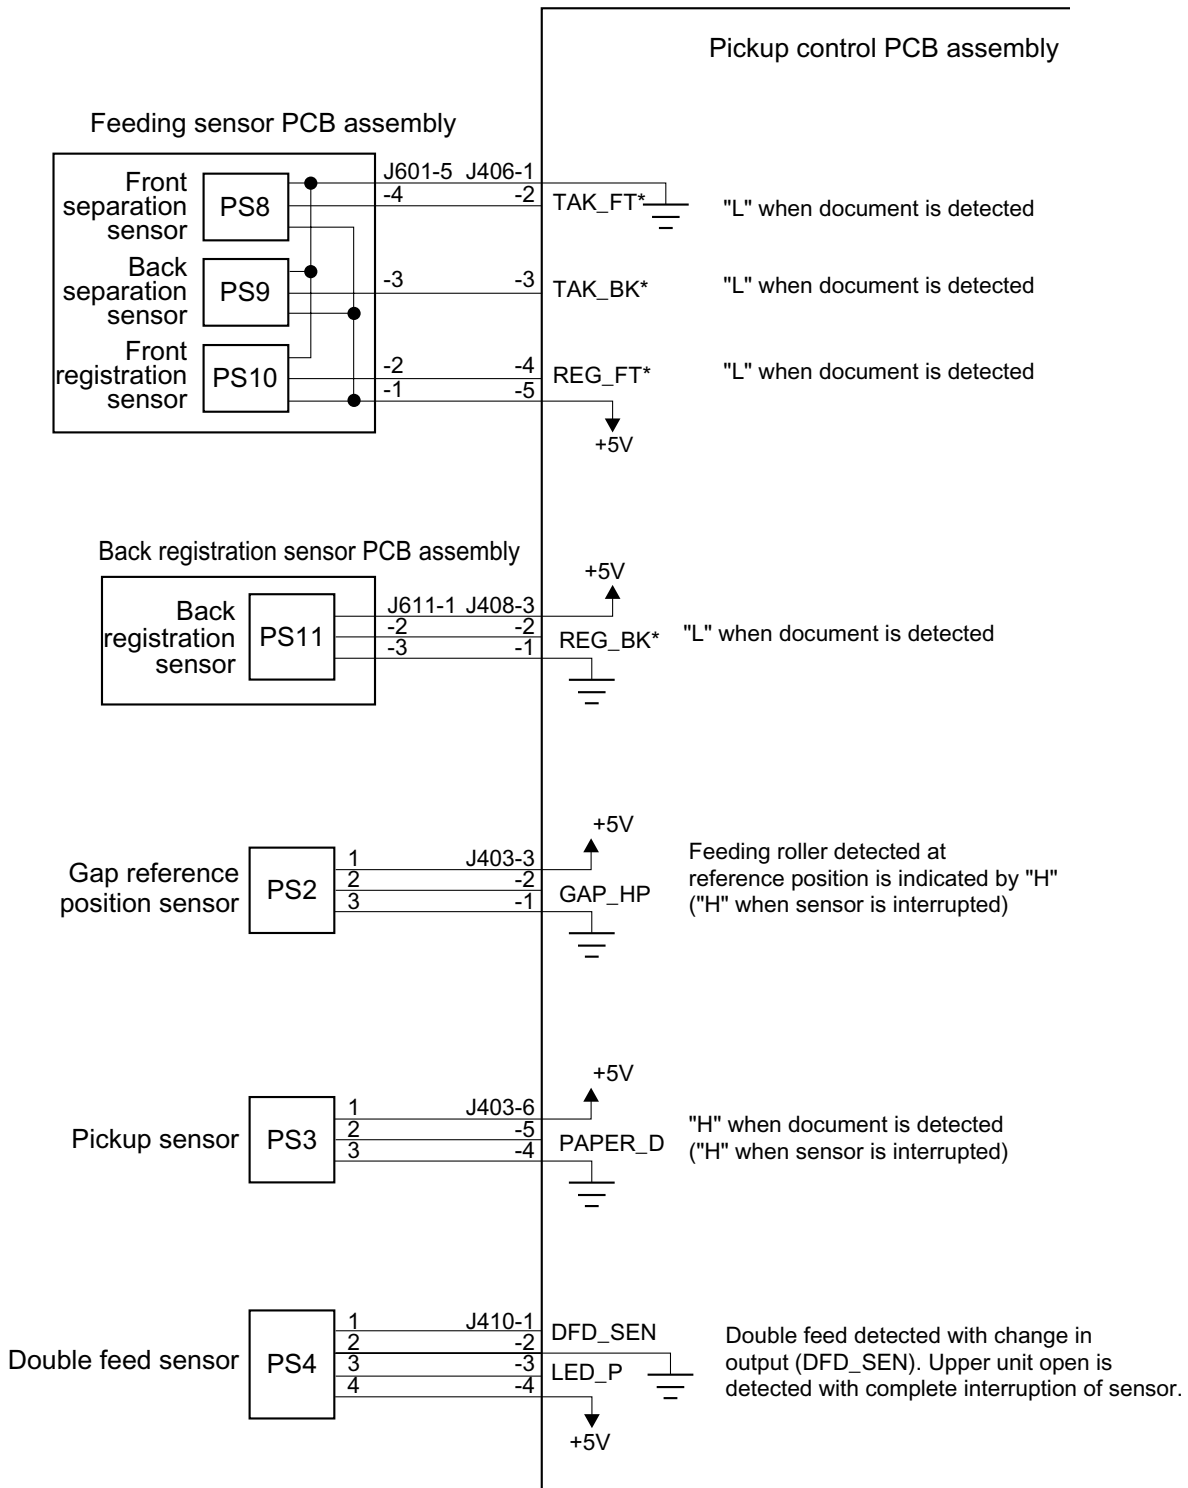 Pickup control PCB assembly
Feeding sensor PCB assembly
Front
separation
sensor
PS8
J601-5 J406-1
-4 -2
TAK_FT*
"L" when document is detected
Back
separation
sensor
PS9
-3 -3
TAK_BK*
"L" when document is detected
Front
registration
sensor
PS10
-2 -4
REG_FT*
"L" when document is detected
-1 -5
+5V
Back registration sensor PCB assembly
+5V
Back
registration
sensor
PS11
J611-1 J408-3
-2 -2
-3 -1
REG_BK*
"L" when document is detected
+5V
Gap reference
position sensor
PS2
1 J403-3
2 -2
3 -1
GAP_HP
Feeding roller detected at
reference position is indicated by "H"
("H" when sensor is interrupted)
+5V
Pickup sensor
PS3
1 J403-6
2 -5
3 -4
PAPER_D
"H" when document is detected
("H" when sensor is interrupted)
Double feed sensor
PS4
1 J410-1
2 -2
3 -3
4 -4
DFD_SEN
LED_P
+5V
Double feed detected with change in
output (DFD_SEN). Upper unit open is
detected with complete interruption of sensor.